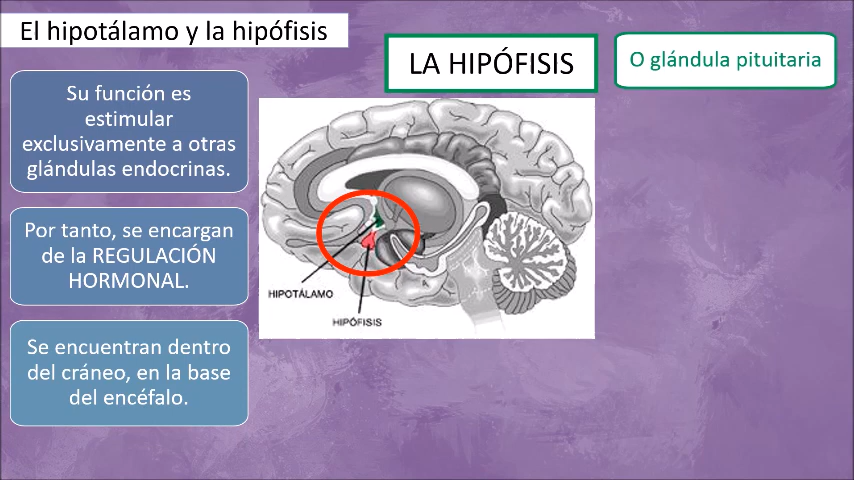 El hipotálamo y la hipófisis
LA HIPÓFISIS
O glándula pituitaria
Su función es
estimular
exclusivamente a otras
glándulas endocrinas.
Por tanto, se encargan
de la REGULACIÓN
HORMONAL.
Se encuentran dentro
del cráneo, en la base
del encéfalo.
HIPOTÁLAMO
HIPÓFISIS